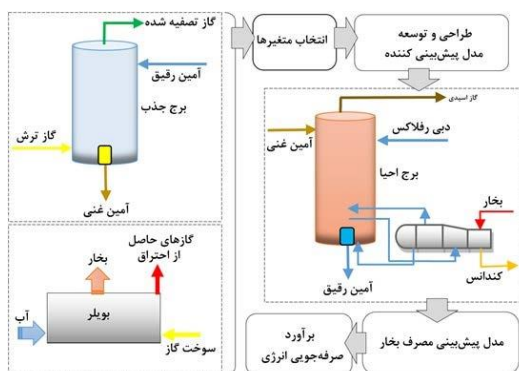 گاز تصفیه شده
آمین رقیق
برج جذب
گاز ترش
آمین غنی
گازهای حاصل
از احتراق
بخار
بویلر
آب
سوخت گاز
انتخاب متغیرها
طراحی و توسعه
مدل پیش‌بینی کننده
گاز اسیدی
آمین غنی
دبی رفلاکس
برج احیا
بخار
کندانس
آمین رقیق
مدل پیش‌بینی مصرف بخار
برآورد
صرفه‌جویی انرژی